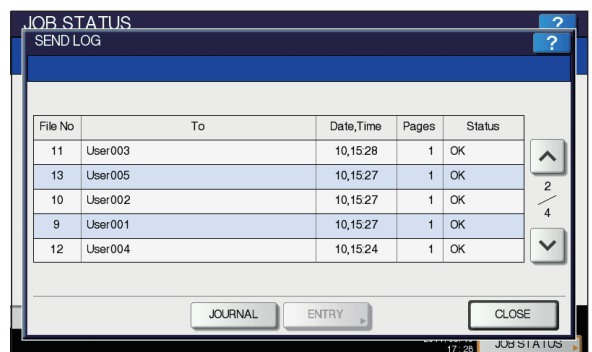 JOB STATUS ?
SEND LOG ?
File No To Date,Time Pages Status
11 User003 10,15:28 1 OK
13 User005 10,15:27 1 OK
10 User002 10,15:27 1 OK
9 User001 10,15:27 1 OK
12 User004 10,15:24 1 OK
2
4
JOURNAL ENTRY CLOSE
17:28 JOB STATUS